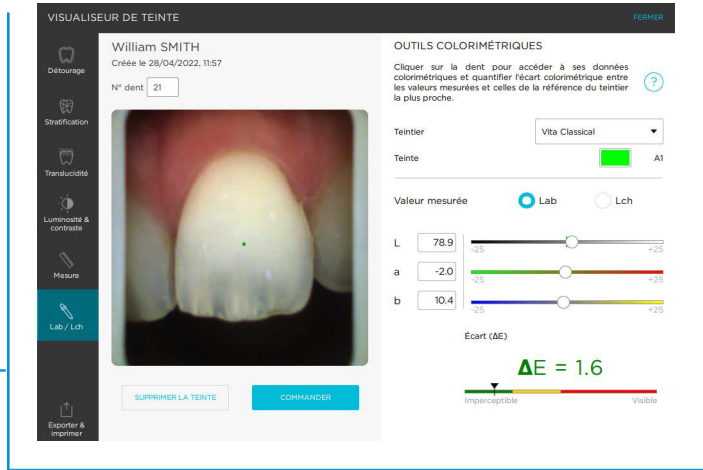 VISUALISEUR DE TEINTE
FERMER
Détourage
Stratification
Translucidité
Luminosité &
contraste
Mesure
Lab / Lch
Exporter &
imprimer
William SMITH
Créée le 28/04/2022, 11:57
N° dent 21
SUPPRIMER LA TEINTE
COMMANDER
OUTILS COLORIMÉTRIQUES
Cliquer sur la dent pour accéder à ses données
colorimétriques et quantifier l'écart colorimétrique entre
les valeurs mesurées et celles de la référence du teintier
la plus proche.
?
Teintier Vita Classical
Teinte A1
Valeur mesurée Lab Lch
L 78.9
-25 +25
a -2.0
-25 +25
b 10.4
-25 +25
Écart (ΔE)
ΔE = 1.6
Imperceptible Visible